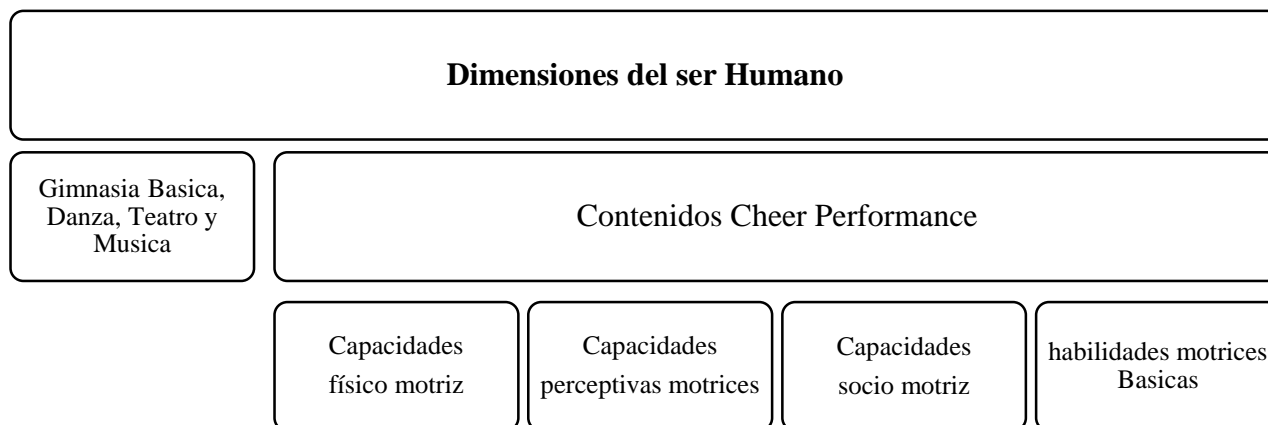 Dimensiones del ser Humano
Gimnasia Basica,
Danza, Teatro y
Musica
Contenidos Cheer Performance
Capacidades
físico motriz
Capacidades
perceptivas motrices
Capacidades
socio motriz
habilidades motrices
Basicas